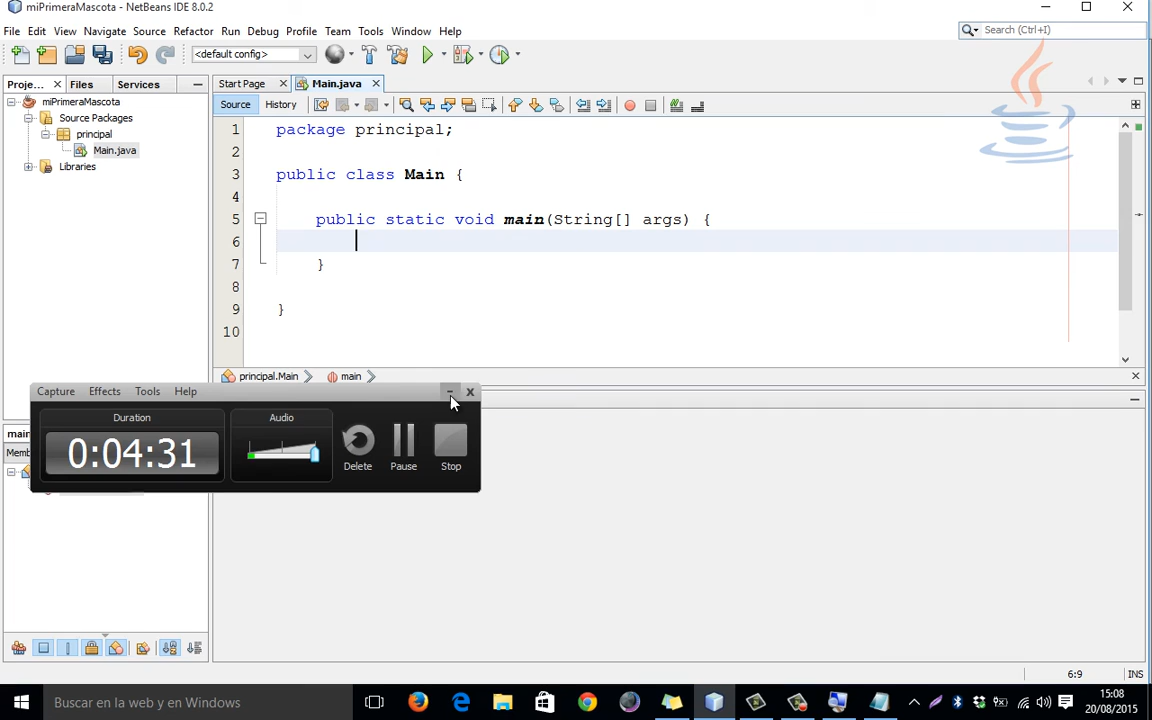 miPrimeraMascota - NetBeans IDE 8.0.2
File Edit View Navigate Source Refactor Run Debug Profile Team Tools Window Help
Search (Ctrl+I)
<default config>
Proje... Files Services
Start Page Main.java
miPrimeraMascota
Source Packages
principal
Main.java
Libraries
Source History
1 package principal;
2
3 public class Main {
4
5 public static void main(String[] args) {
6
7 }
8
9 }
10
principal.Main main
Capture Effects Tools Help
Duration
0:04:31
Audio
Delete Pause Stop
main
Memb
6:9 INS
Buscar en la web y en Windows
15:08
20/08/2015